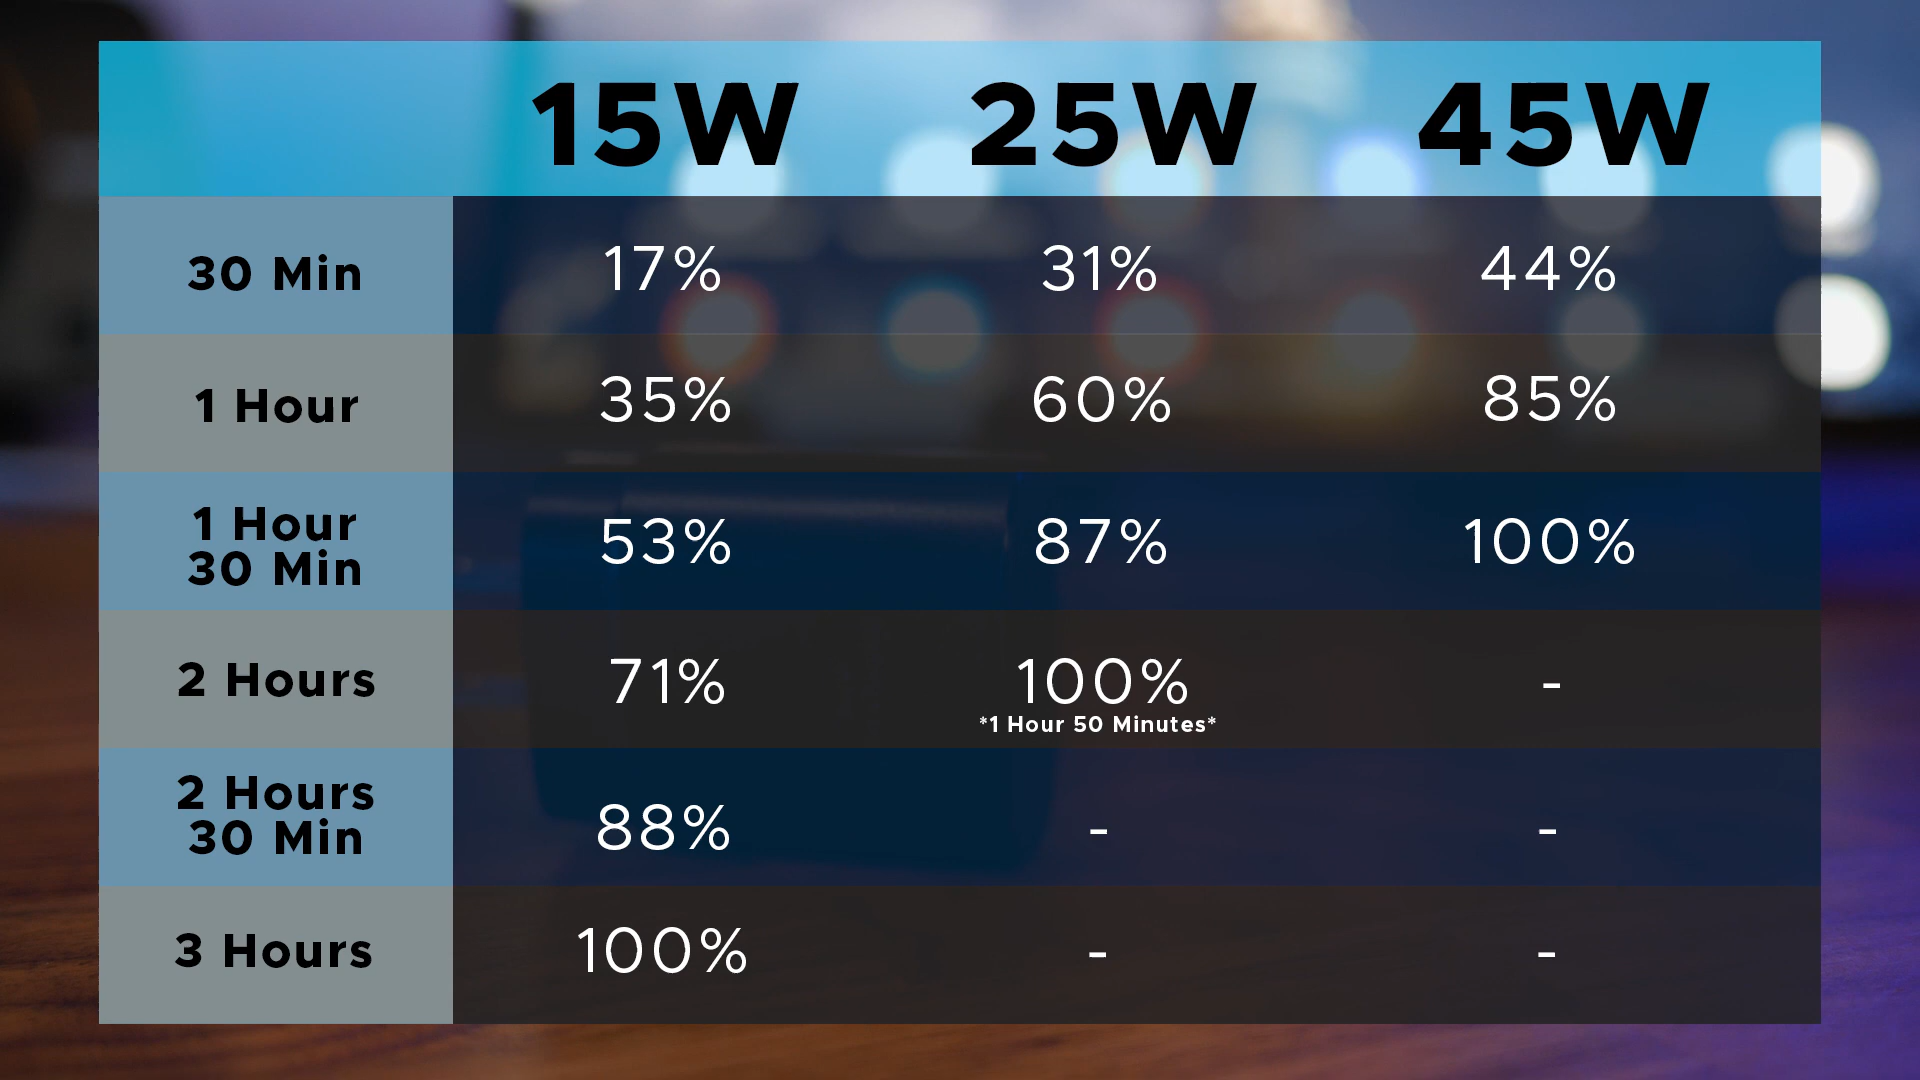 15W 25W 45W
30 Min 17% 31% 44%
1 Hour 35% 60% 85%
1 Hour
30 Min 53% 87% 100%
2 Hours 71% 100% -
*1 Hour 50 Minutes*
2 Hours
30 Min 88% - -
3 Hours 100% - -